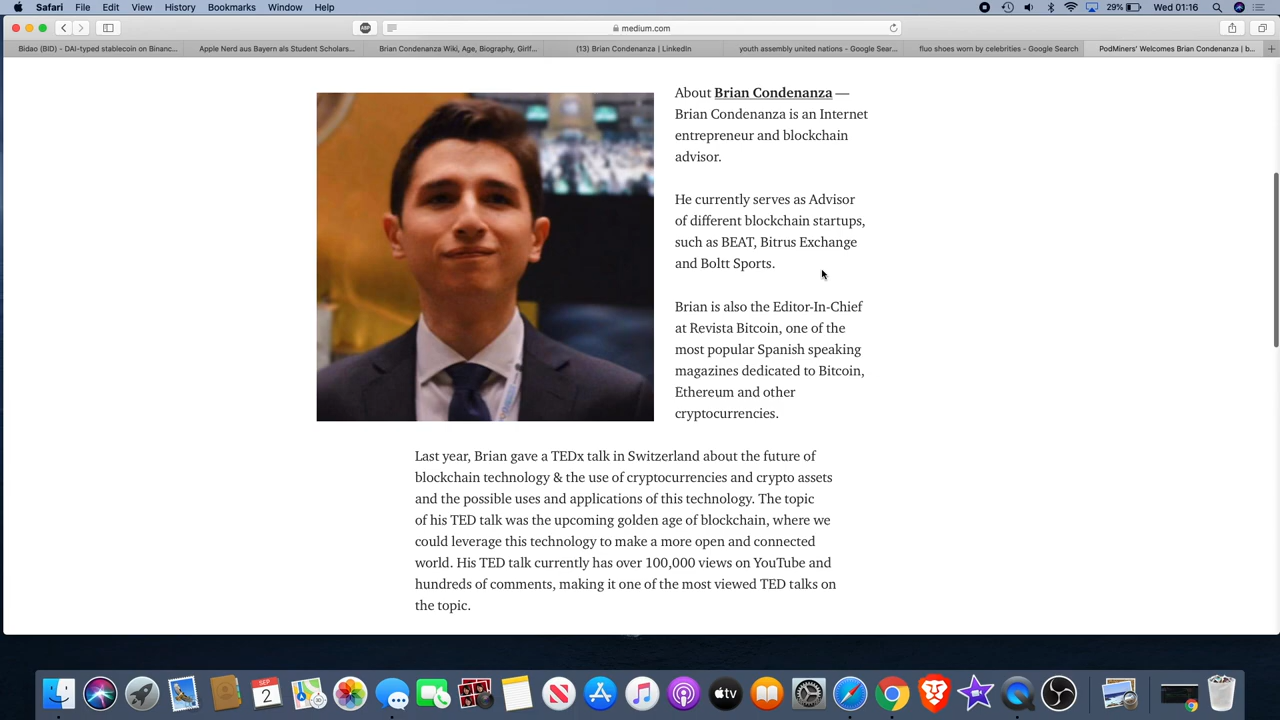 Safari File Edit View History Bookmarks Window Help
29% Wed 01:16
medium.com
ABP
Bidao (BID) - DAI-typed stablecoin on Binanc...
Apple Nerd aus Bayern als Student Scholars...
Brian Condenanza Wiki, Age, Biography, Girlf...
(13) Brian Condenanza | LinkedIn
youth assembly united nations - Google Sear...
fluo shoes worn by celebrities - Google Search
PodMiners' Welcomes Brian Condenanza | b...
About Brian Condenanza —
Brian Condenanza is an Internet
entrepreneur and blockchain
advisor.
He currently serves as Advisor
of different blockchain startups,
such as BEAT, Bitrus Exchange
and Boltt Sports.
Brian is also the Editor-In-Chief
at Revista Bitcoin, one of the
most popular Spanish speaking
magazines dedicated to Bitcoin,
Ethereum and other
cryptocurrencies.
Last year, Brian gave a TEDx talk in Switzerland about the future of
blockchain technology & the use of cryptocurrencies and crypto assets
and the possible uses and applications of this technology. The topic
of his TED talk was the upcoming golden age of blockchain, where we
could leverage this technology to make a more open and connected
world. His TED talk currently has over 100,000 views on YouTube and
hundreds of comments, making it one of the most viewed TED talks on
the topic.
SEP
2
N
tv